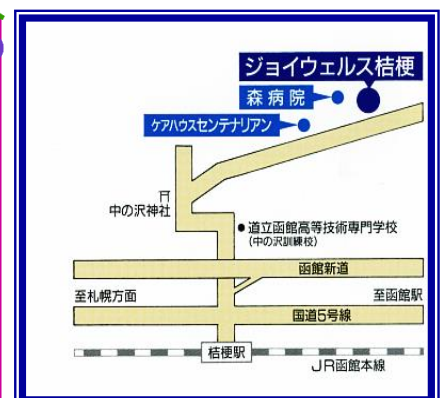 ジョイウェルス桔梗
森病院
ケアハウスセンテナリアン
中の沢神社
道立函館高等技術専門学校
(中の沢訓練校)
函館新道
至札幌方面
至函館駅
国道5号線
桔梗駅
JR函館本線